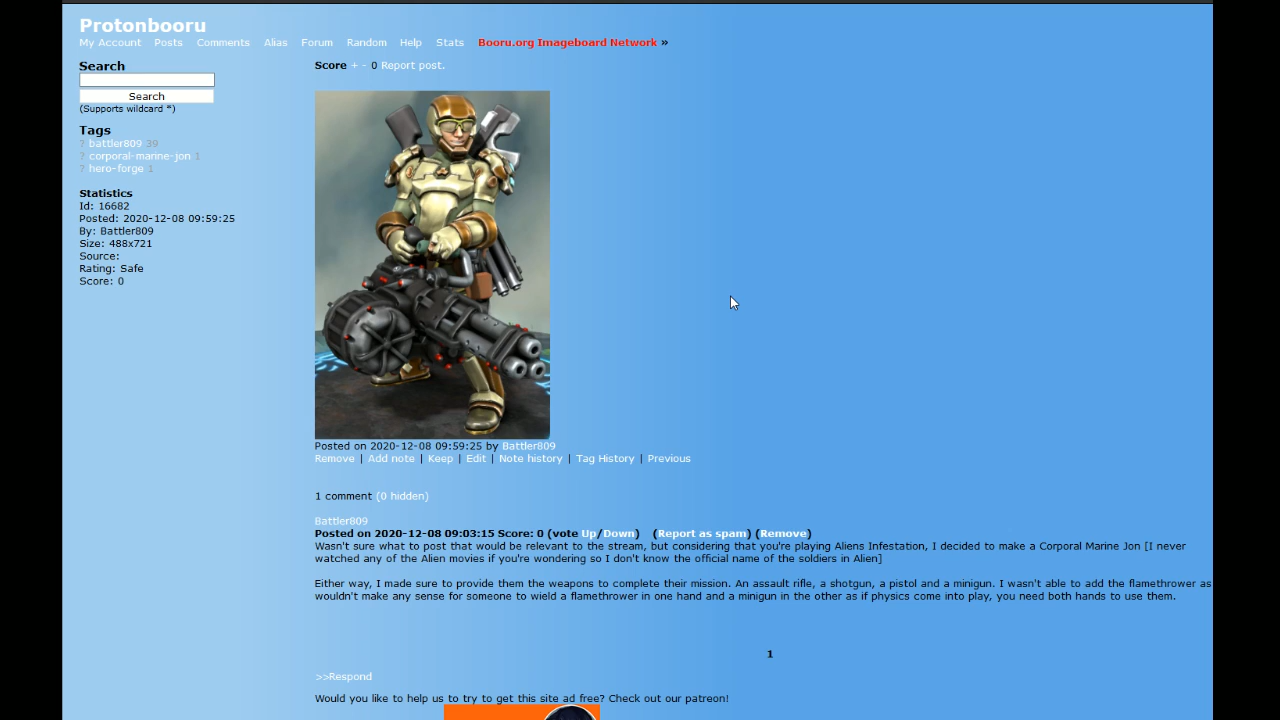 Protonbooru
My Account Posts Comments Alias Forum Random Help Stats Booru.org Imageboard Network »
Search
Search
(Supports wildcard *)
Tags
? battler809 39
? corporal-marine-jon 1
? hero-forge 1
Statistics
Id: 16682
Posted: 2020-12-08 09:59:25
By: Battler809
Size: 488x721
Source:
Rating: Safe
Score: 0
Score + - 0 Report post.
Posted on 2020-12-08 09:59:25 by Battler809
Remove | Add note | Keep | Edit | Note history | Tag History | Previous
1 comment (0 hidden)
Battler809
Posted on 2020-12-08 09:03:15 Score: 0 (vote Up/Down) (Report as spam) (Remove)
Wasn't sure what to post that would be relevant to the stream, but considering that you're playing Aliens Infestation, I decided to make a Corporal Marine Jon [I never
watched any of the Alien movies if you're wondering so I don't know the official name of the soldiers in Alien]
Either way, I made sure to provide them the weapons to complete their mission. An assault rifle, a shotgun, a pistol and a minigun. I wasn't able to add the flamethrower as
wouldn't make any sense for someone to wield a flamethrower in one hand and a minigun in the other as if physics come into play, you need both hands to use them.
1
>>Respond
Would you like to help us to try to get this site ad free? Check out our patreon!